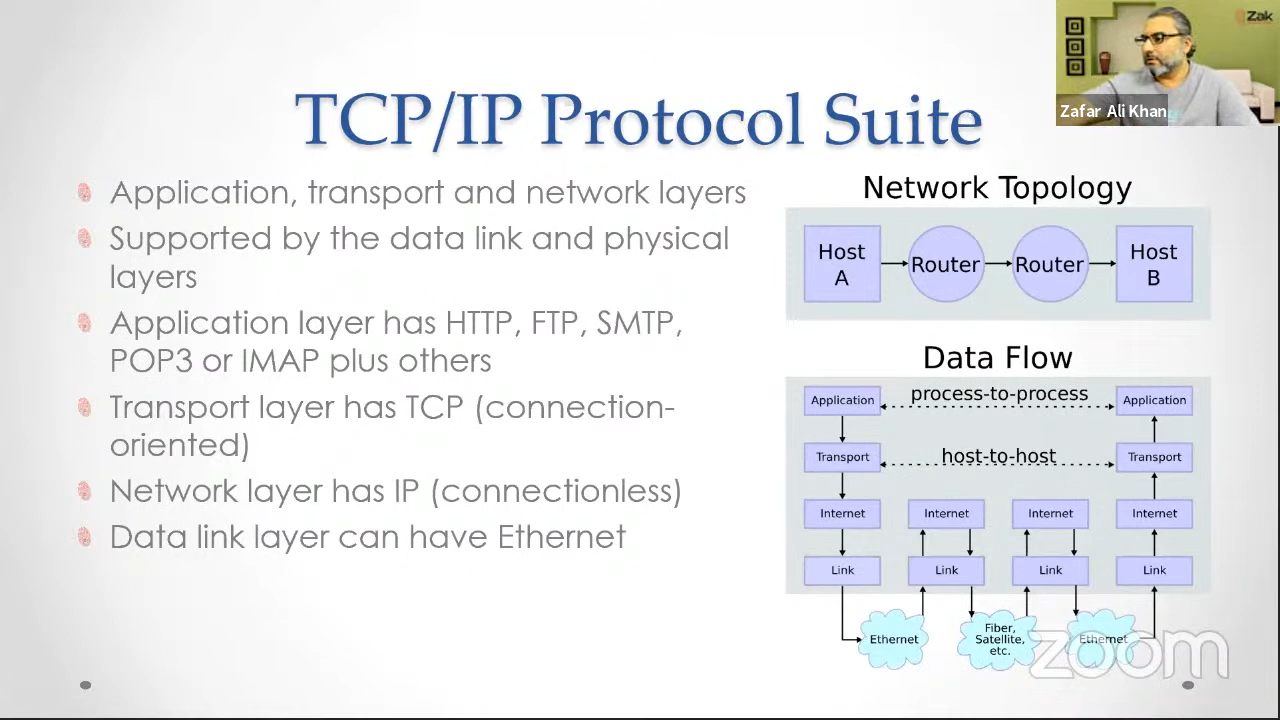 Zak
Zafar Ali Khan
TCP/IP Protocol Suite
Application, transport and network layers
Supported by the data link and physical
layers
Application layer has HTTP, FTP, SMTP,
POP3 or IMAP plus others
Transport layer has TCP (connection-
oriented)
Network layer has IP (connectionless)
Data link layer can have Ethernet
Network Topology
Host
A
Router
Router
Host
B
Data Flow
Application
process-to-process
Application
Transport
host-to-host
Transport
Internet
Internet
Internet
Internet
Link
Link
Link
Link
Ethernet
Fiber,
Satellite,
etc.
Ethernet
zoom